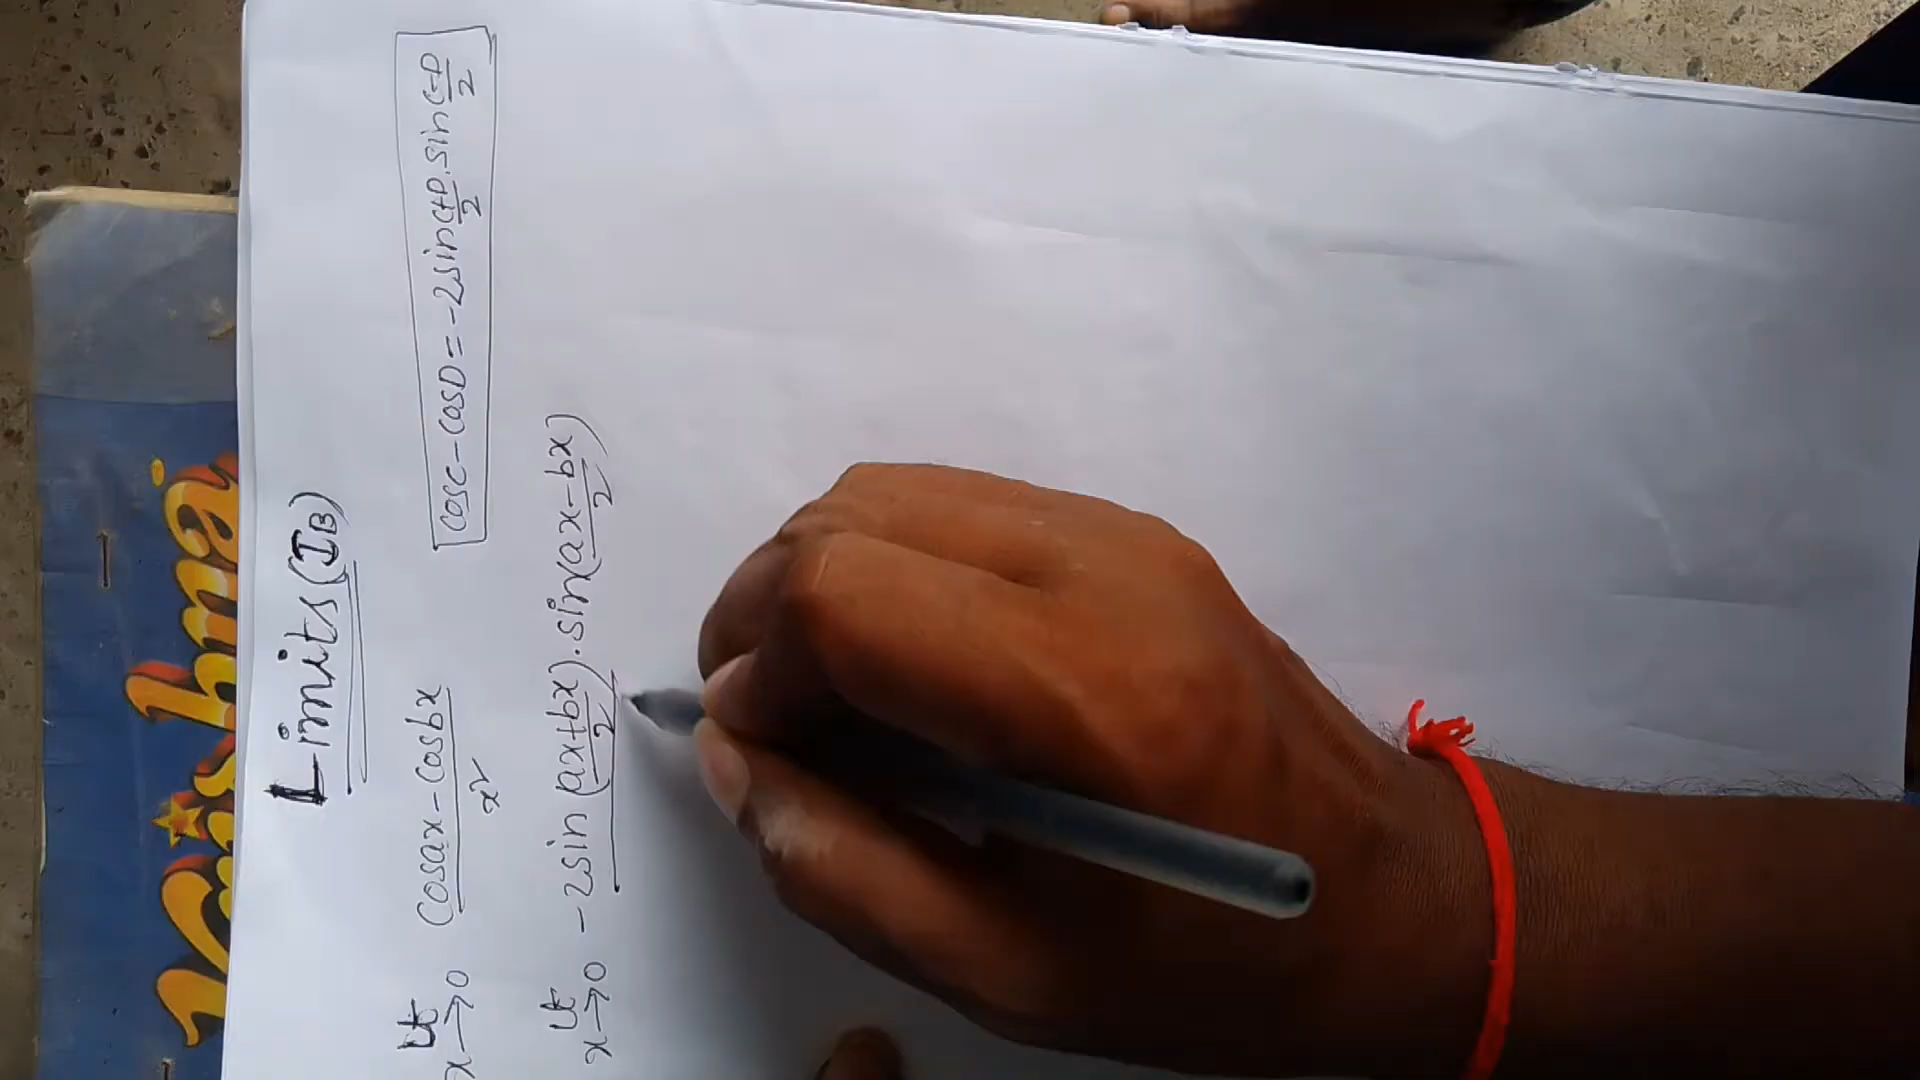 Limits (IB)
Lt x→0 (cosax - cosbx)/x² cosC - cosD = -2sin (C+D)/2 . sin (C-D)/2
Lt x→0 -2sin (ax+bx)/2) . sin (ax-bx)/2)
Krishna